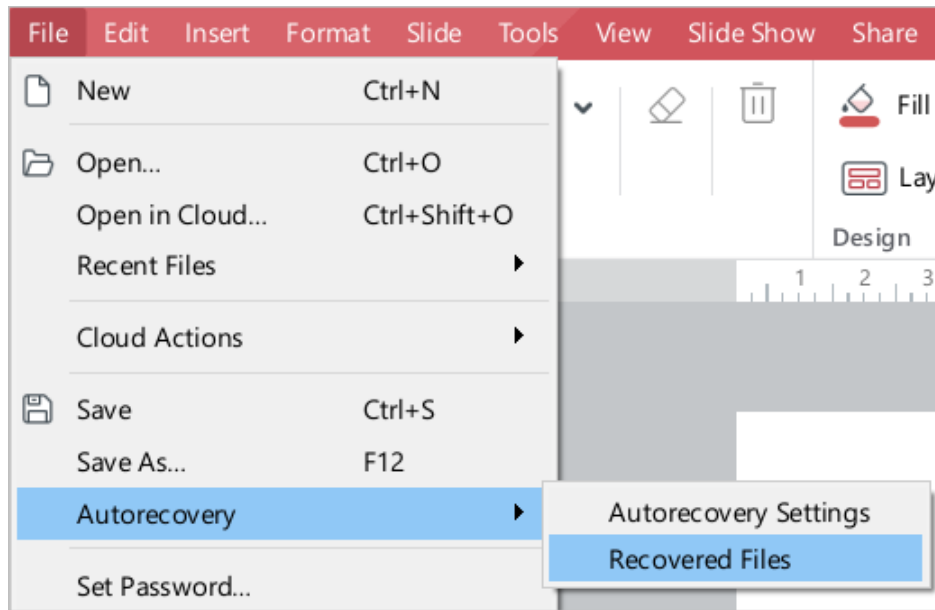 File Edit Insert Format Slide Tools View Slide Show Share
New Ctrl+N
Open... Ctrl+O
Open in Cloud... Ctrl+Shift+O
Recent Files
Cloud Actions
Save Ctrl+S
Save As... F12
Autorecovery
Set Password...
Autorecovery Settings
Recovered Files
Fill
Lay
Design
1 2 3